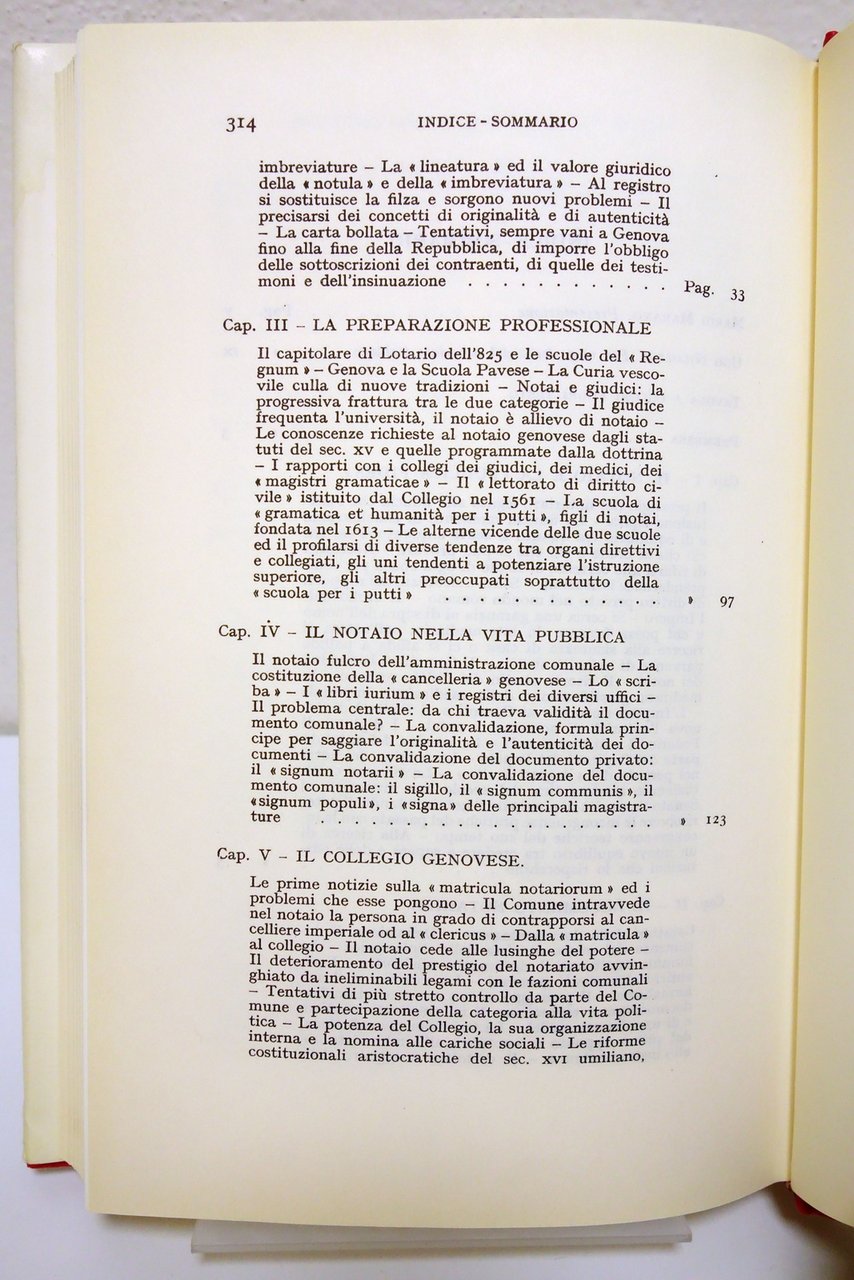 314 INDICE - SOMMARIO
imbreviature – La « lineatura » ed il valore giuridico
della « notula » e della « imbreviatura » – Al registro
si sostituisce la filza e sorgono nuovi problemi – Il
precisarsi dei concetti di originalità e di autenticità
– La carta bollata – Tentativi, sempre vani a Genova
fino alla fine della Repubblica, di imporre l'obbligo
delle sottoscrizioni dei contraenti, di quelle dei testi-
moni e dell'insinuazione . . . . . . . . . . . . Pag. 33
Cap. III – LA PREPARAZIONE PROFESSIONALE
Il capitolare di Lotario dell'825 e le scuole del « Re-
gnum » – Genova e la Scuola Pavese – La Curia vesco-
vile culla di nuove tradizioni – Notai e giudici: la
progressiva frattura tra le due categorie – Il giudice
frequenta l'università, il notaio è allievo di notaio –
Le conoscenze richieste al notaio genovese dagli sta-
tuti del sec. XV e quelle programmate dalla dottrina
– I rapporti con i collegi dei giudici, dei medici, dei
« magistri gramaticae » – Il « lettorato di diritto ci-
vile » istituito dal Collegio nel 1561 – La scuola di
« gramatica et humanità per i putti », figli di notai,
fondata nel 1613 – Le alterne vicende delle due scuole
ed il profilarsi di diverse tendenze tra organi direttivi
e collegiati, gli uni tendenti a potenziare l'istruzione
superiore, gli altri preoccupati soprattutto della
« scuola per i putti » . . . . . . . . . . . . . » 97
Cap. IV – IL NOTAIO NELLA VITA PUBBLICA
Il notaio fulcro dell'amministrazione comunale – La
costituzione della « cancelleria » genovese – Lo « scri-
ba » – I « libri iurium » e i registri dei diversi uffici –
Il problema centrale: da chi traeva validità il docu-
mento comunale? – La convalidazione, formula prin-
cipe per saggiare l'originalità e l'autenticità dei do-
cumenti – La convalidazione del documento privato:
il « signum notarii » – La convalidazione del docu-
mento comunale: il sigillo, il « signum communis », il
«signum populi», i «signa» delle principali magistra-
ture . . . . . . . . . . . . . . . . . . . » 123
Cap. V – IL COLLEGIO GENOVESE.
Le prime notizie sulla « matricula notariorum » ed i
problemi che esse pongono – Il Comune intravvede
nel notaio la persona in grado di contrapporsi al can-
celliere imperiale od al « clericus » – Dalla « matricula »
al collegio – Il notaio cede alle lusinghe del potere –
Il deterioramento del prestigio del notariato avvin-
ghiato da ineliminabili legami con le fazioni comunali
– Tentativi di più stretto controllo da parte del Co-
mune e partecipazione della categoria alla vita poli-
tica – La potenza del Collegio, la sua organizzazione
interna e la nomina alle cariche sociali – Le riforme
costituzionali aristocratiche del sec. XVI umiliano,